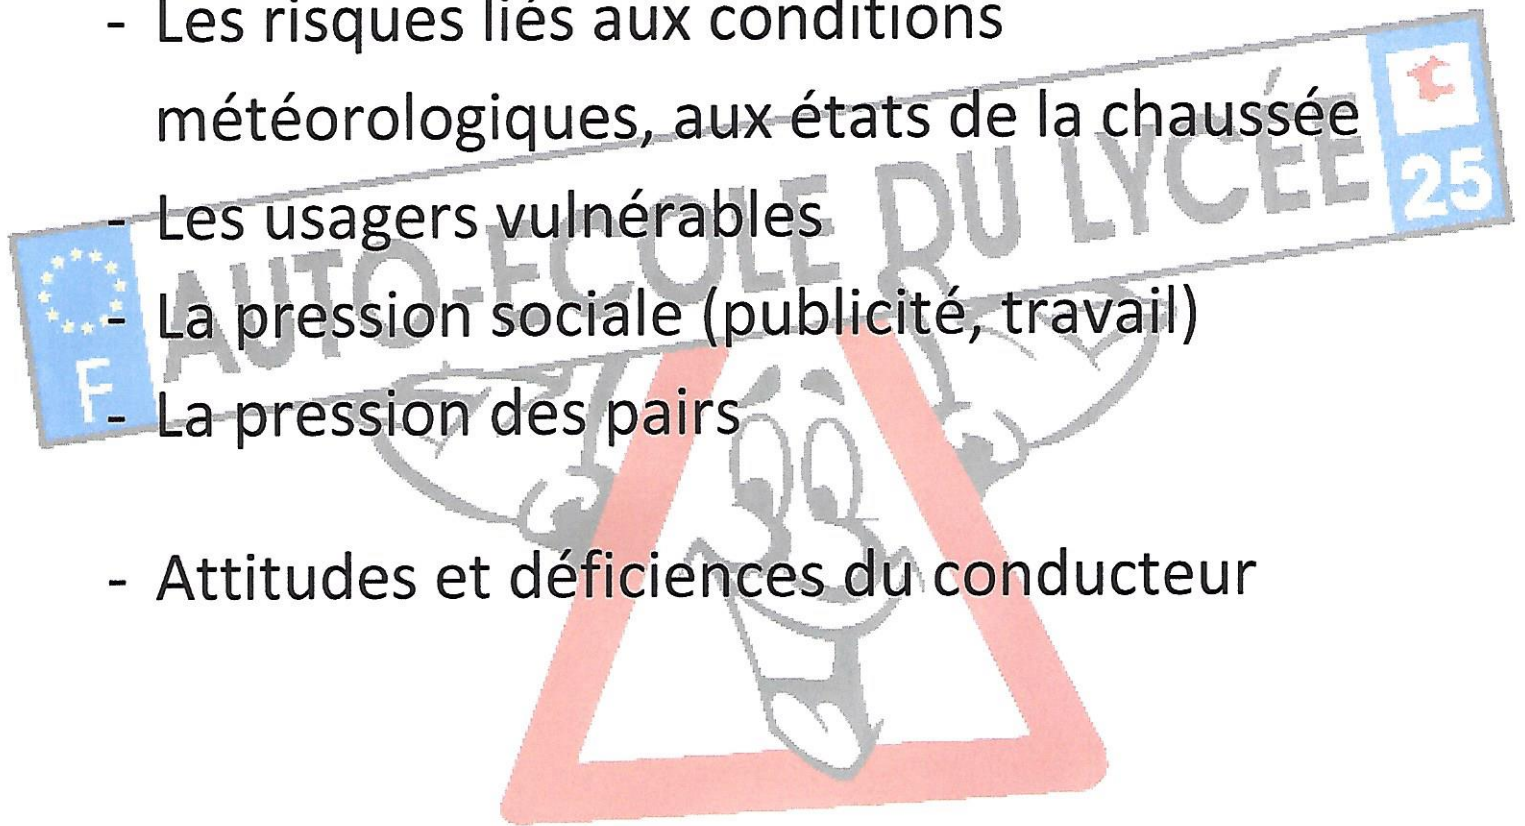 - Les risques liés aux conditions
météorologiques, aux états de la chaussée
- Les usagers vulnérables
- La pression sociale (publicité, travail)
- La pression des pairs
- Attitudes et déficiences du conducteur
AUTO-ECOLE DU LYCÉE
25
F